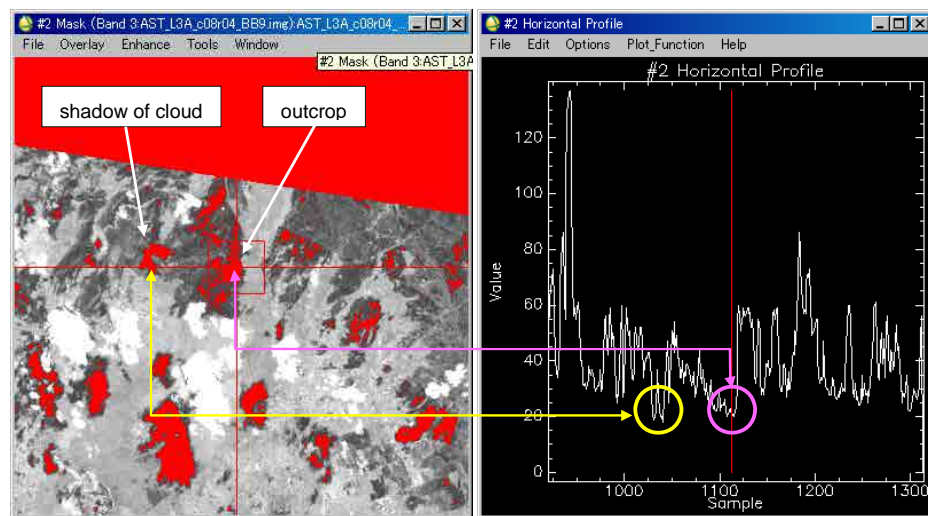 #2 Mask (Band 3:AST_L3A_c08r04_BB9.img):AST_L3A_c08r04_...
File Overlay Enhance Tools Window
#2 Mask (Band 3:AST_L3A
shadow of cloud
outcrop
#2 Horizontal Profile
File Edit Options Plot_Function Help
#2 Horizontal Profile
120
100
80
60
40
20
0
Value
1000 1100 1200 1300
Sample